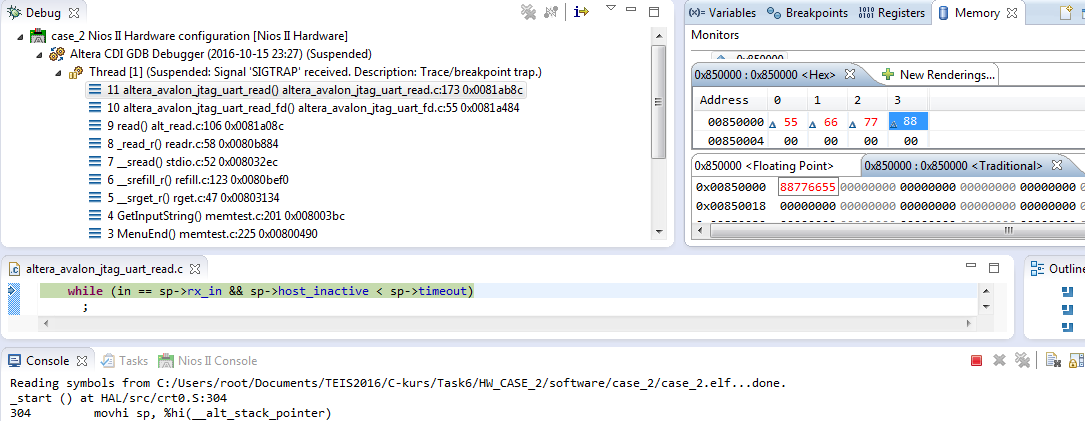 Debug
case_2 Nios II Hardware configuration [Nios II Hardware]
Altera CDI GDB Debugger (2016-10-15 23:27) (Suspended)
Thread [1] (Suspended: Signal 'SIGTRAP' received. Description: Trace/breakpoint trap.)
11 altera_avalon_jtag_uart_read() altera_avalon_jtag_uart_read.c:173 0x0081ab8c
10 altera_avalon_jtag_uart_read_fd() altera_avalon_jtag_uart_fd.c:55 0x0081a484
9 read() alt_read.c:106 0x0081a08c
8 _read_r() readr.c:58 0x0080b884
7 __sread() stdio.c:52 0x008032ec
6 __srefill_r() refill.c:123 0x0080bef0
5 __srget_r() rget.c:47 0x00803134
4 GetInputString() memtest.c:201 0x008003bc
3 MenuEnd() memtest.c:225 0x00800490
(x)= Variables Breakpoints 1010 0101 Registers Memory
Monitors
0x850000
0x850000 : 0x850000 <Hex> New Renderings...
Address 0 1 2 3
00850000 55 66 77 88
00850004 00 00 00 00
0x850000 <Floating Point> 0x850000 : 0x850000 <Traditional>
0x00850000 88776655 00000000 00000000 00000000 00000000
0x00850018 00000000 00000000 00000000 00000000 00000000
altera_avalon_jtag_uart_read.c
while (in == sp->rx_in && sp->host_inactive < sp->timeout)
;
Outline
Console Tasks Nios II Console
Reading symbols from C:/Users/root/Documents/TEIS2016/C-kurs/Task6/HW_CASE_2/software/case_2/case_2.elf...done.
_start () at HAL/src/crt0.S:304
304 movhi sp, %hi(__alt_stack_pointer)